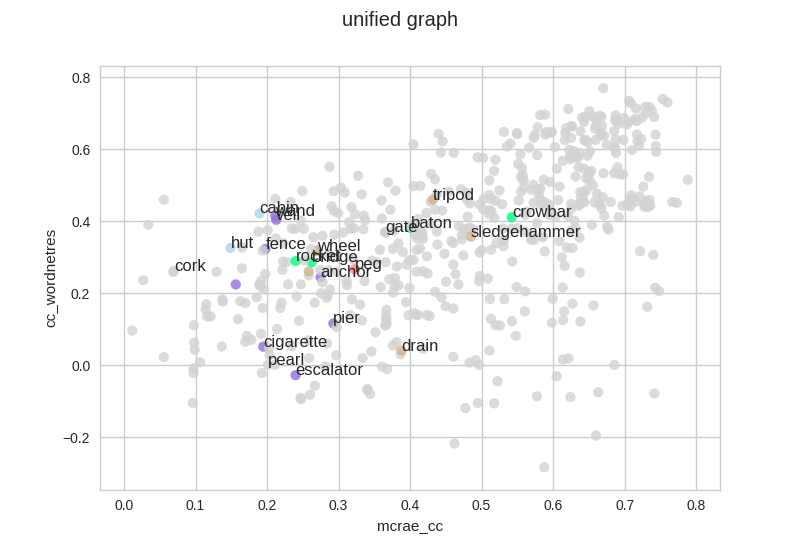 unified graph
0.8
0.6
0.4
0.2
0.0
−0.2
cc_wordnetres
tripod
cabin
veil
crowbar
gate
baton
sledgehammer
hut
fence
wheel
rocket
bridge
peg
cork
anchor
pier
cigarette
drain
pearl
escalator
0.0 0.1 0.2 0.3 0.4 0.5 0.6 0.7 0.8
mcrae_cc